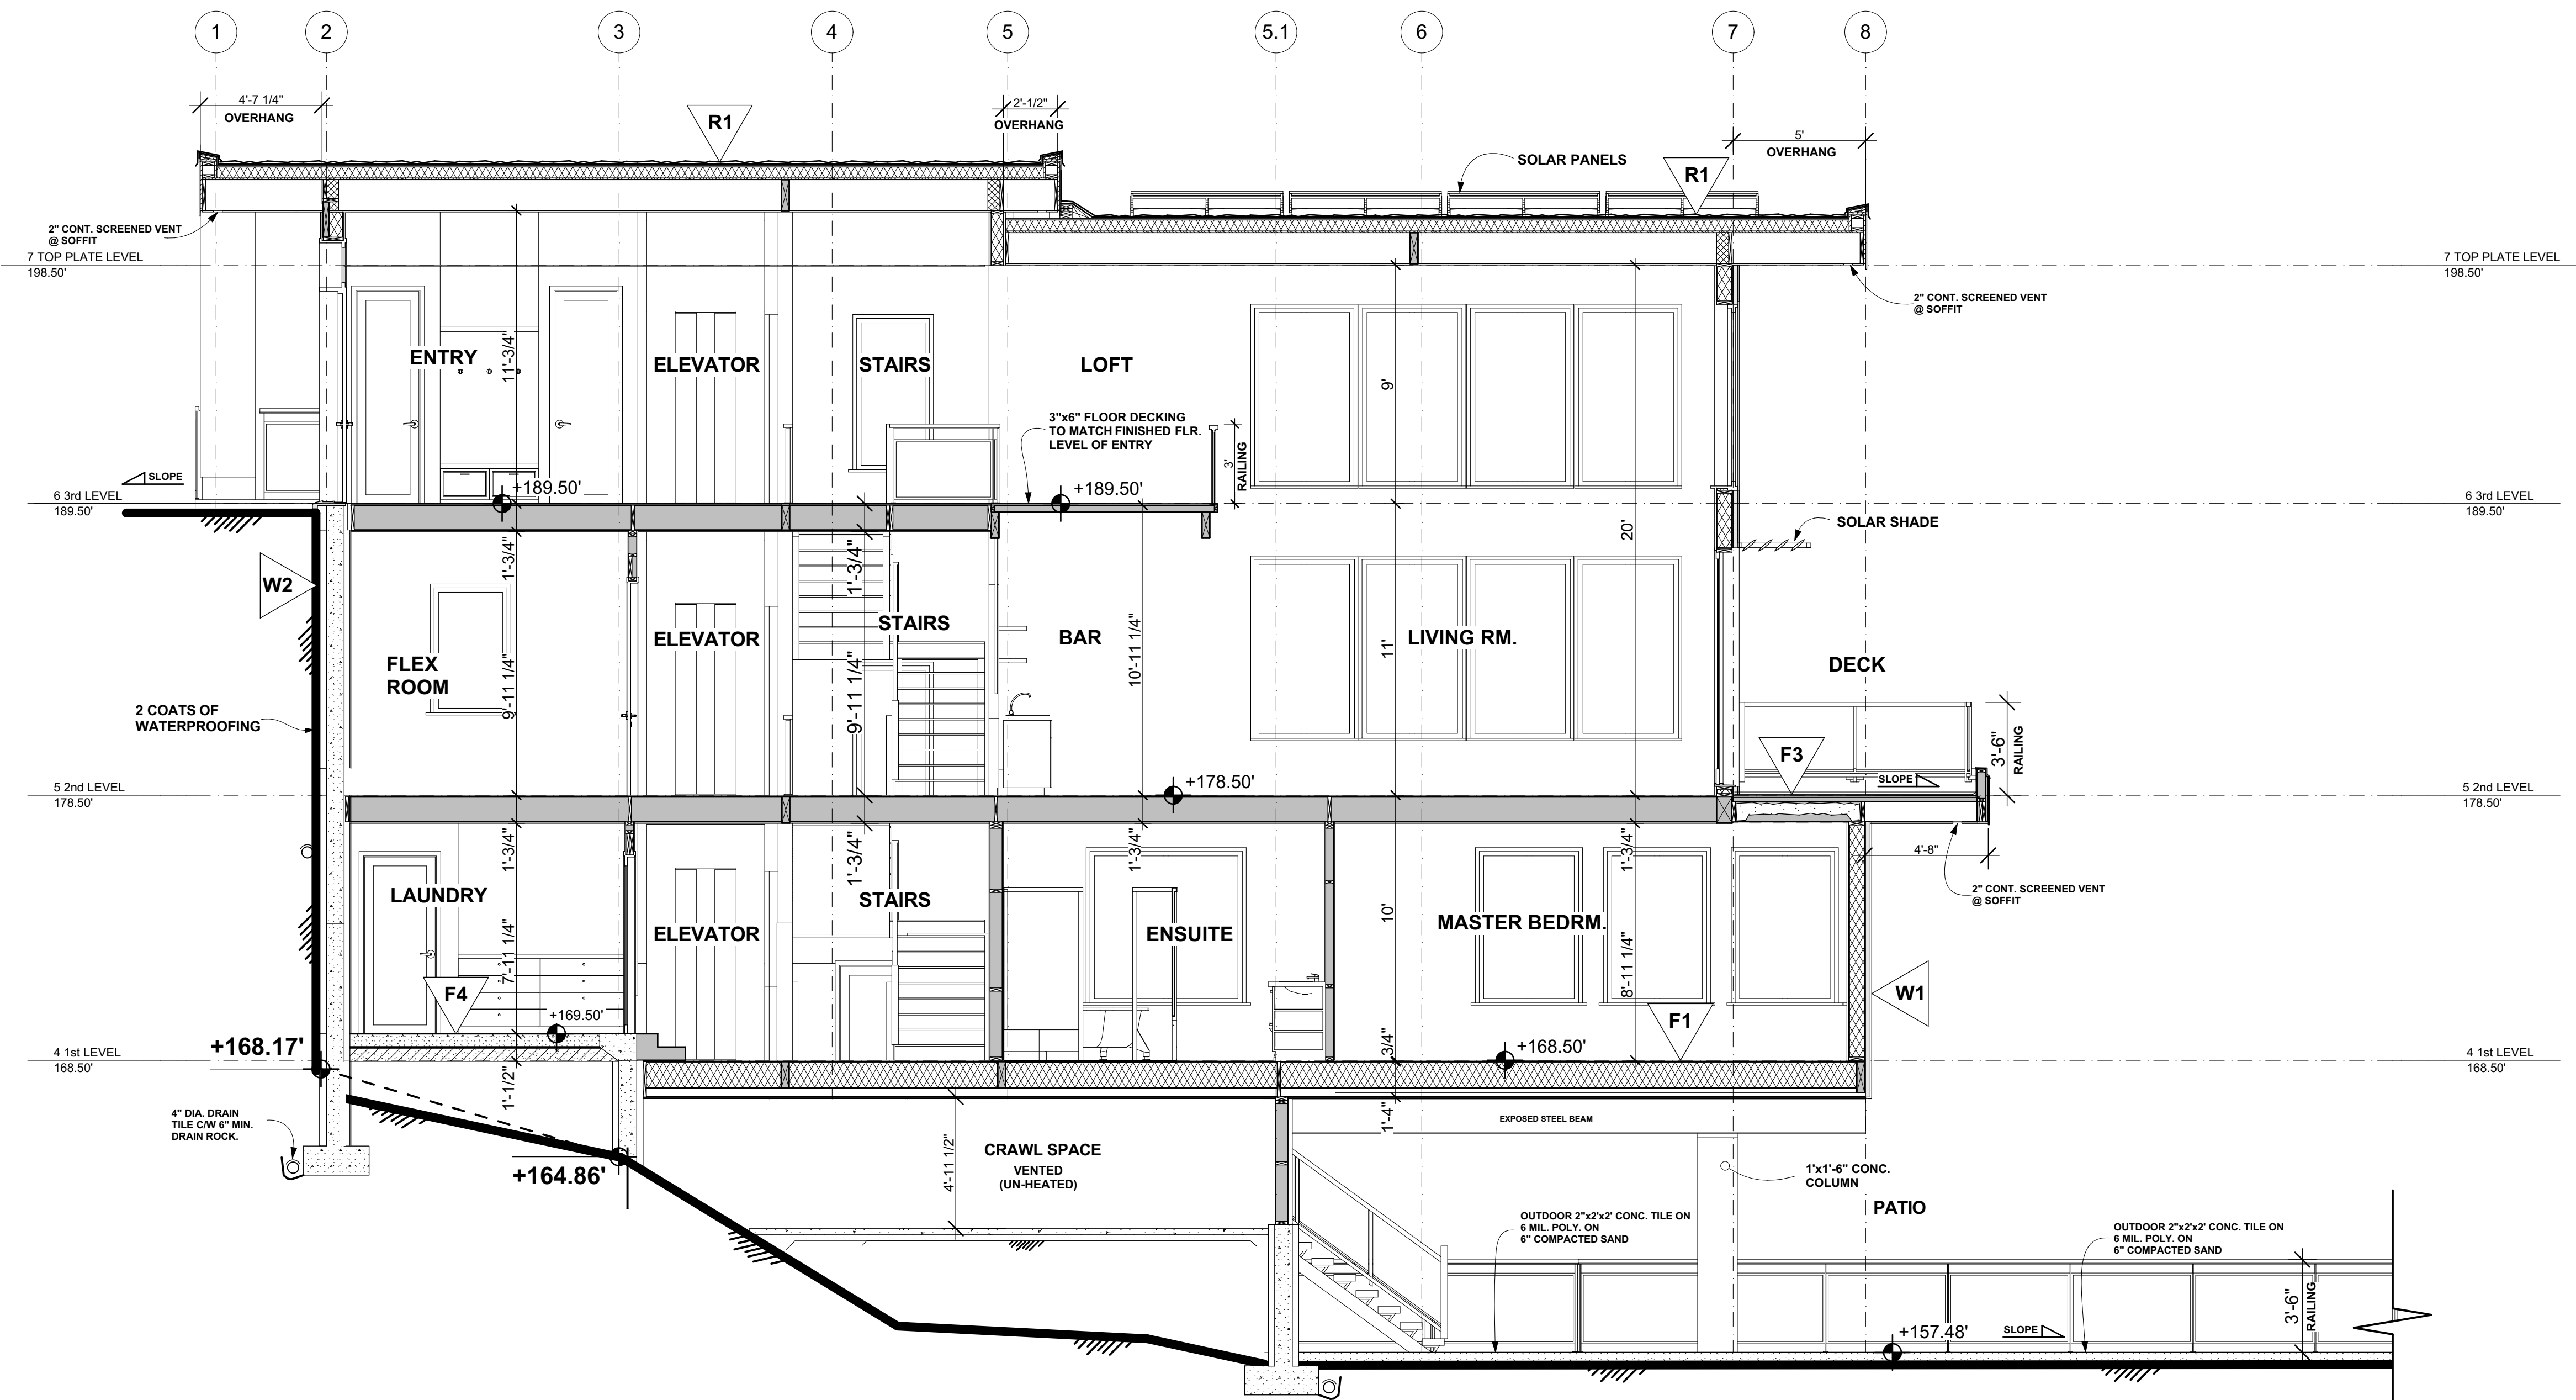 1 2 3 4 5 5.1 6 7 8
4'-7 1/4"
OVERHANG
R1
2'-1/2"
OVERHANG
5'
OVERHANG
SOLAR PANELS
R1
2" CONT. SCREENED VENT
@ SOFFIT
7 TOP PLATE LEVEL
198.50'
7 TOP PLATE LEVEL
198.50'
2" CONT. SCREENED VENT
@ SOFFIT
ENTRY
11'-3/4"
ELEVATOR
STAIRS
LOFT
9'
3"x6" FLOOR DECKING
TO MATCH FINISHED FLR.
LEVEL OF ENTRY
3'
RAILING
SLOPE
+189.50'
+189.50'
6 3rd LEVEL
189.50'
6 3rd LEVEL
189.50'
SOLAR SHADE
20'
1'-3/4"
1'-3/4"
W2
FLEX
ROOM
9'-11 1/4"
ELEVATOR
9'-11 1/4"
STAIRS
BAR
10'-11 1/4"
11'
LIVING RM.
DECK
2 COATS OF
WATERPROOFING
F3
SLOPE
3'-6"
RAILING
+178.50'
5 2nd LEVEL
178.50'
5 2nd LEVEL
178.50'
1'-3/4"
1'-3/4"
1'-3/4"
1'-3/4"
4'-8"
2" CONT. SCREENED VENT
@ SOFFIT
LAUNDRY
7'-11 1/4"
ELEVATOR
STAIRS
ENSUITE
10'
MASTER BEDRM.
8'-11 1/4"
F4
W1
F1
+169.50'
3/4"
+168.50'
+168.17'
4 1st LEVEL
168.50'
4 1st LEVEL
168.50'
1'-1/2"
1'-4"
EXPOSED STEEL BEAM
4" DIA. DRAIN
TILE C/W 6" MIN.
DRAIN ROCK.
+164.86'
4'-11 1/2"
CRAWL SPACE
VENTED
(UN-HEATED)
1'x1'-6" CONC.
COLUMN
PATIO
OUTDOOR 2"x2'x2' CONC. TILE ON
6 MIL. POLY. ON
6" COMPACTED SAND
OUTDOOR 2"x2'x2' CONC. TILE ON
6 MIL. POLY. ON
6" COMPACTED SAND
3'-6"
RAILING
+157.48'
SLOPE